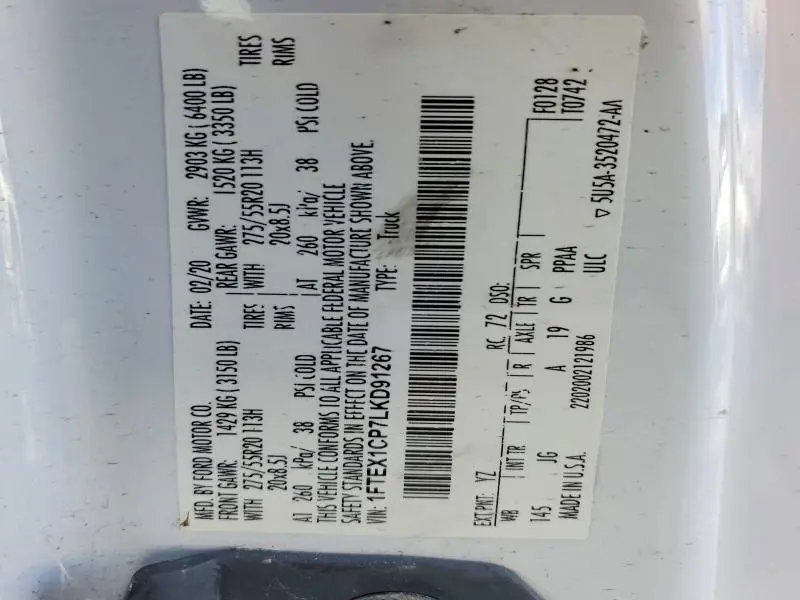 MFD. BY FORD MOTOR CO.
DATE: 02/20 GVWR: 2903 KG ( 6400 LB)
FRONT GAWR: 1429 KG ( 3150 LB) REAR GAWR: 1520 KG ( 3350 LB)
WITH 275/55R20 113H TIRES WITH 275/55R20 113H TIRES
20x8.5J RIMS 20x8.5J RIMS
AT 260 kPa/ 38 PSI COLD AT 260 kPa/ 38 PSI COLD
THIS VEHICLE CONFORMS TO ALL APPLICABLE FEDERAL MOTOR VEHICLE
SAFETY STANDARDS IN EFFECT ON THE DATE OF MANUFACTURE SHOWN ABOVE.
VIN: 1FTEX1CP7LKD91267 TYPE: Truck
EXT PNT: YZ RC: 72 DSO: F0128
WB INT TR TP/PS R AXLE TR SPR T0742
145 JG A 19 G PPAA
MADE IN U.S.A. 2202002121986 ULC
▽ 5U5A-3520472-AA